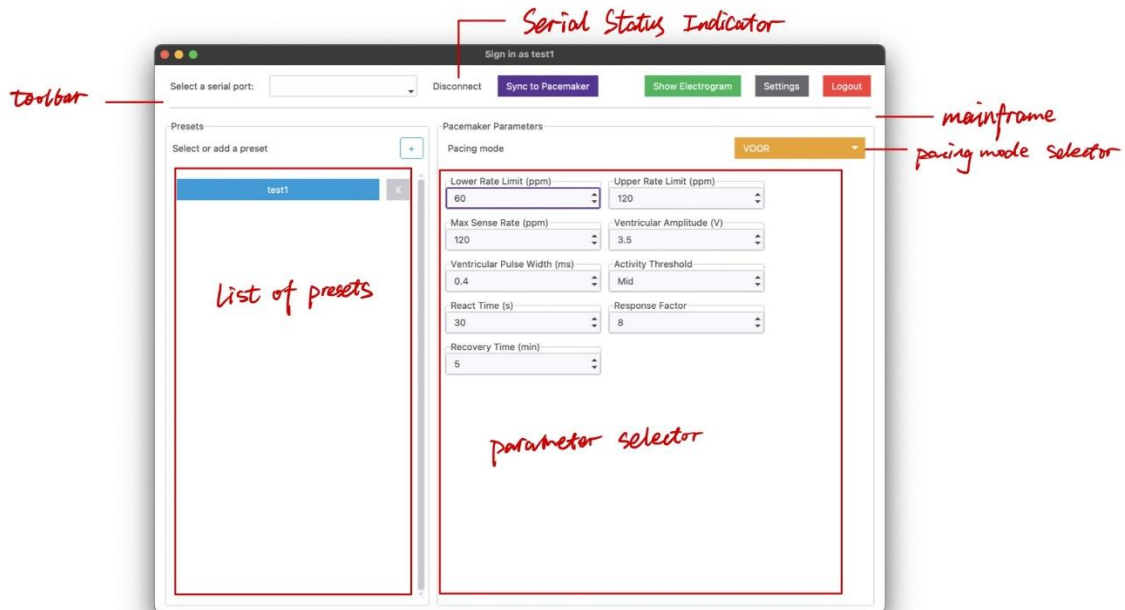 Serial Status Indicator
Sign in as test1
toolbar
Select a serial port:
Disconnect
Sync to Pacemaker
Show Electrogram
Settings
Logout
mainframe
Presets
Select or add a preset
+
Pacemaker Parameters
Pacing mode
VOOR
pacing mode selector
test1
X
list of presets
Lower Rate Limit (ppm)
60
Upper Rate Limit (ppm)
120
Max Sense Rate (ppm)
120
Ventricular Amplitude (V)
3.5
Ventricular Pulse Width (ms)
0.4
Activity Threshold
Mid
React Time (s)
30
Response Factor
8
Recovery Time (min)
5
parameter selector